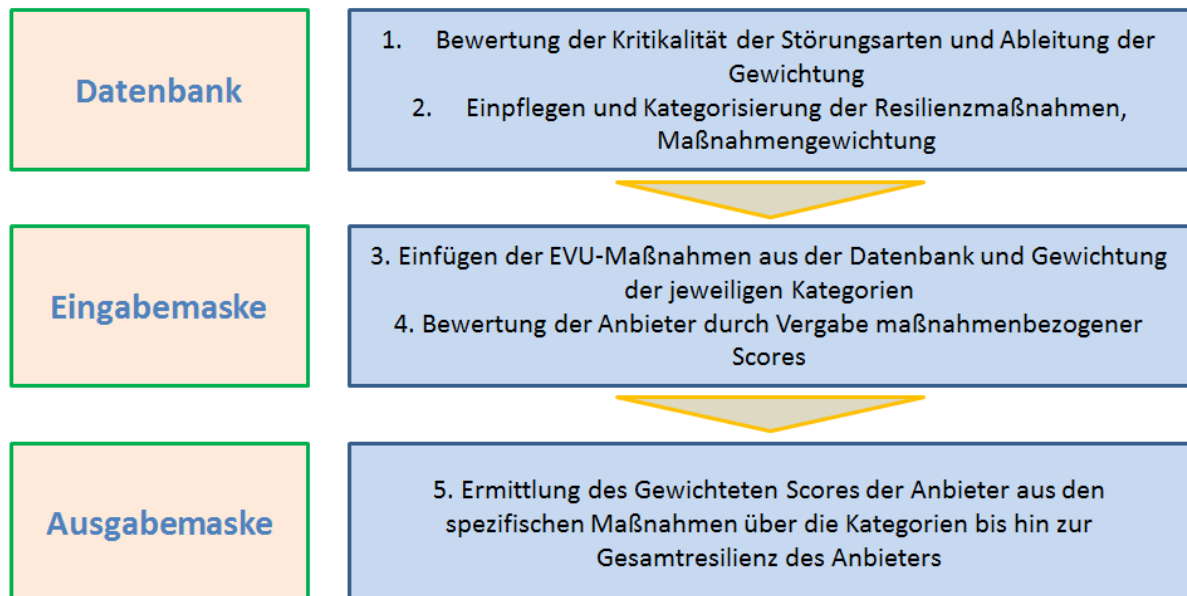 Datenbank
1. Bewertung der Kritikalität der Störungsarten und Ableitung der
Gewichtung
2. Einpflegen und Kategorisierung der Resilienzmaßnahmen,
Maßnahmengewichtung
Eingabemaske
3. Einfügen der EVU-Maßnahmen aus der Datenbank und Gewichtung
der jeweiligen Kategorien
4. Bewertung der Anbieter durch Vergabe maßnahmenbezogener
Scores
Ausgabemaske
5. Ermittlung des Gewichteten Scores der Anbieter aus den
spezifischen Maßnahmen über die Kategorien bis hin zur
Gesamtresilienz des Anbieters